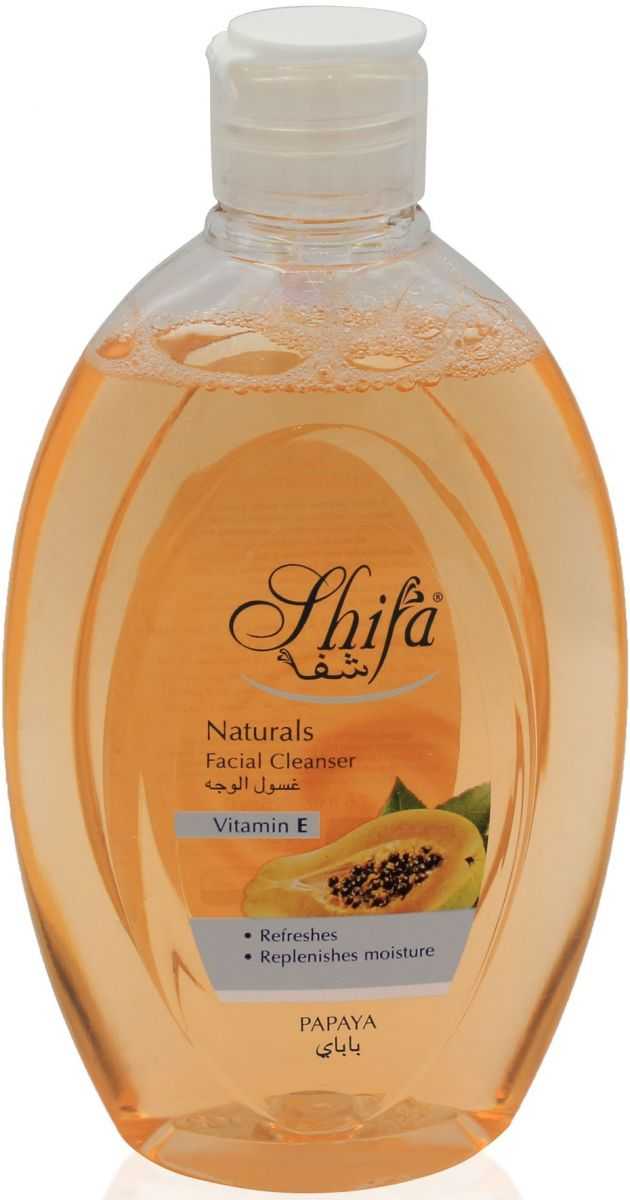 Shifa®
شفا
Naturals
Facial Cleanser
غسول الوجه
Vitamin E
• Refreshes
• Replenishes moisture
PAPAYA
باباي